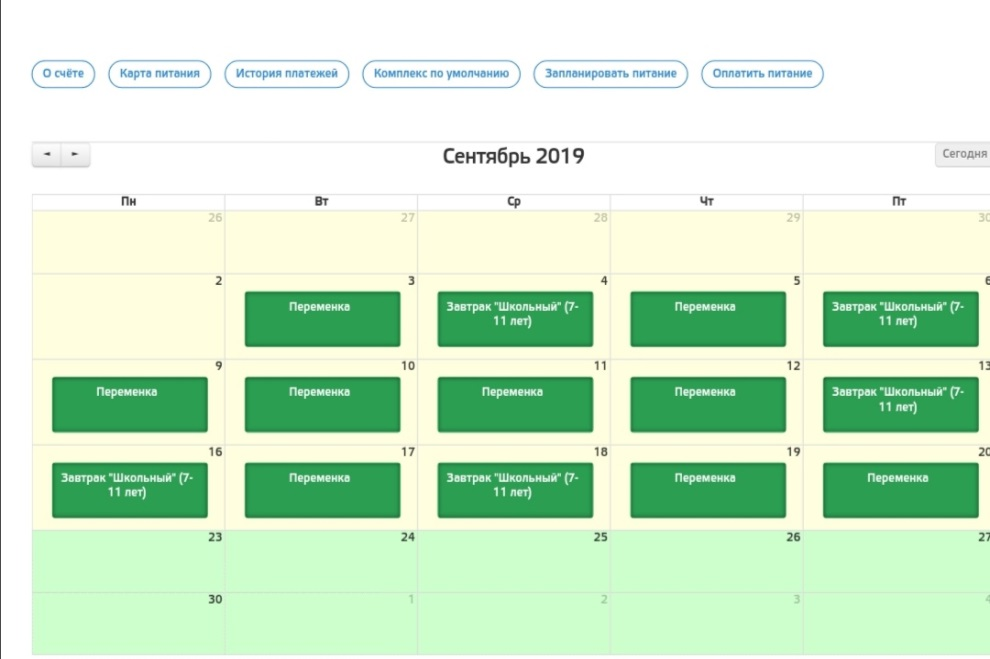 О счёте Карта питания История платежей Комплекс по умолчанию Запланировать питание Оплатить питание
◄ ► Сентябрь 2019 Сегодня
Пн Вт Ср Чт Пт
26 27 28 29 30
2 3 4 5 6
Переменка Завтрак "Школьный" (7- Переменка Завтрак "Школьный" (7-
11 лет) 11 лет)
9 10 11 12 13
Переменка Переменка Переменка Переменка Завтрак "Школьный" (7-
11 лет)
16 17 18 19 20
Завтрак "Школьный" (7- Переменка Завтрак "Школьный" (7- Переменка Переменка
11 лет) 11 лет)
23 24 25 26 27
30 1 2 3 4